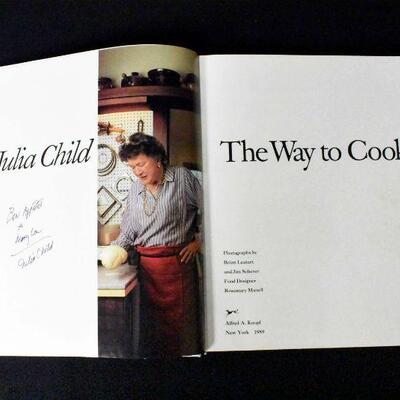 Julia Child
Bon Appétit
to
Julia Child
The Way to Cook
Photographs by
Brian Leatart
and Jim Scherer
Food Designer
Rosemary Manell
Alfred A. Knopf
New York 1989